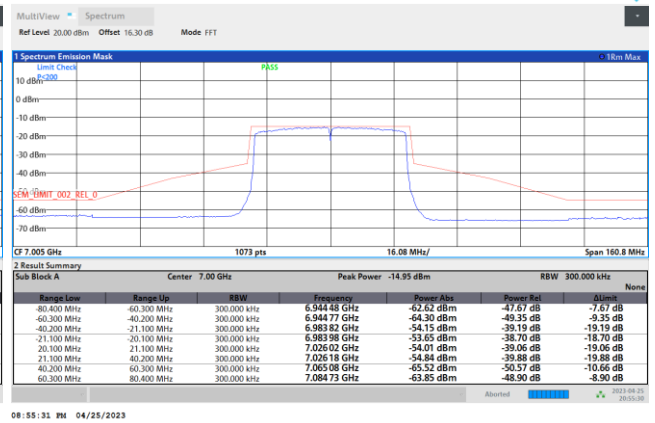 MultiView Spectrum
Ref Level 20.00 dBm Offset 16.30 dB Mode FFT
1 Spectrum Emission Mask 1Rm Max
Limit Check PASS
P<200
10 dBm
0 dBm
-10 dBm
-20 dBm
-30 dBm
-40 dBm
-50 dBm
SEM_LIMIT_002_REL_0
-60 dBm
-70 dBm
CF 7.005 GHz 1073 pts 16.08 MHz/ Span 160.8 MHz
2 Result Summary
Sub Block A Center 7.00 GHz Peak Power -14.95 dBm RBW 300.000 kHz
None
Range Low Range Up RBW Frequency Power Abs Power Rel ΔLimit
-80.400 MHz -60.300 MHz 300.000 kHz 6.944 48 GHz -62.62 dBm -47.67 dB -7.67 dB
-60.300 MHz -40.200 MHz 300.000 kHz 6.944 77 GHz -64.30 dBm -49.35 dB -9.35 dB
-40.200 MHz -21.100 MHz 300.000 kHz 6.983 82 GHz -54.15 dBm -39.19 dB -19.19 dB
-21.100 MHz -20.100 MHz 300.000 kHz 6.983 98 GHz -53.65 dBm -38.70 dB -18.70 dB
20.100 MHz 21.100 MHz 300.000 kHz 7.026 02 GHz -54.01 dBm -39.06 dB -19.06 dB
21.100 MHz 40.200 MHz 300.000 kHz 7.026 18 GHz -54.84 dBm -39.88 dB -19.88 dB
40.200 MHz 60.300 MHz 300.000 kHz 7.065 08 GHz -65.52 dBm -50.57 dB -10.66 dB
60.300 MHz 80.400 MHz 300.000 kHz 7.084 73 GHz -63.85 dBm -48.90 dB -8.90 dB
Aborted 2023-04-25
20:55:30
08:55:31 PM 04/25/2023